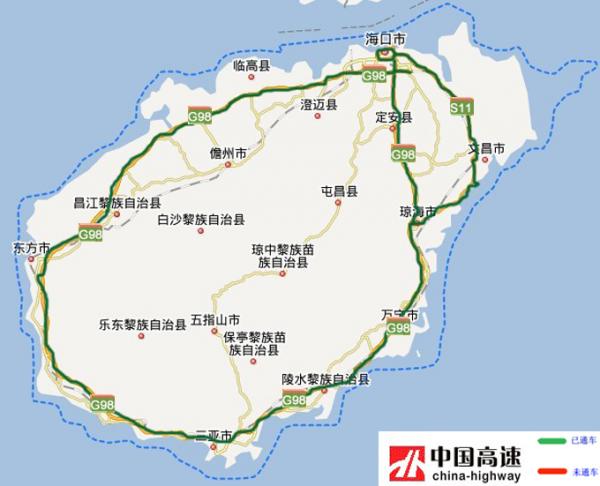 海口市
临高县
G98
澄迈县
G98
S11
定安县
文昌市
G98
儋州市
屯昌县
昌江黎族自治县
白沙黎族自治县
琼海市
G98
东方市
琼中黎族苗
族自治县
万宁市
五指山市
G98
乐东黎族自治县
保亭黎族苗
族自治县
陵水黎族自治县
G98
G98
三亚市
中国高速
china-highway
已通车
未通车